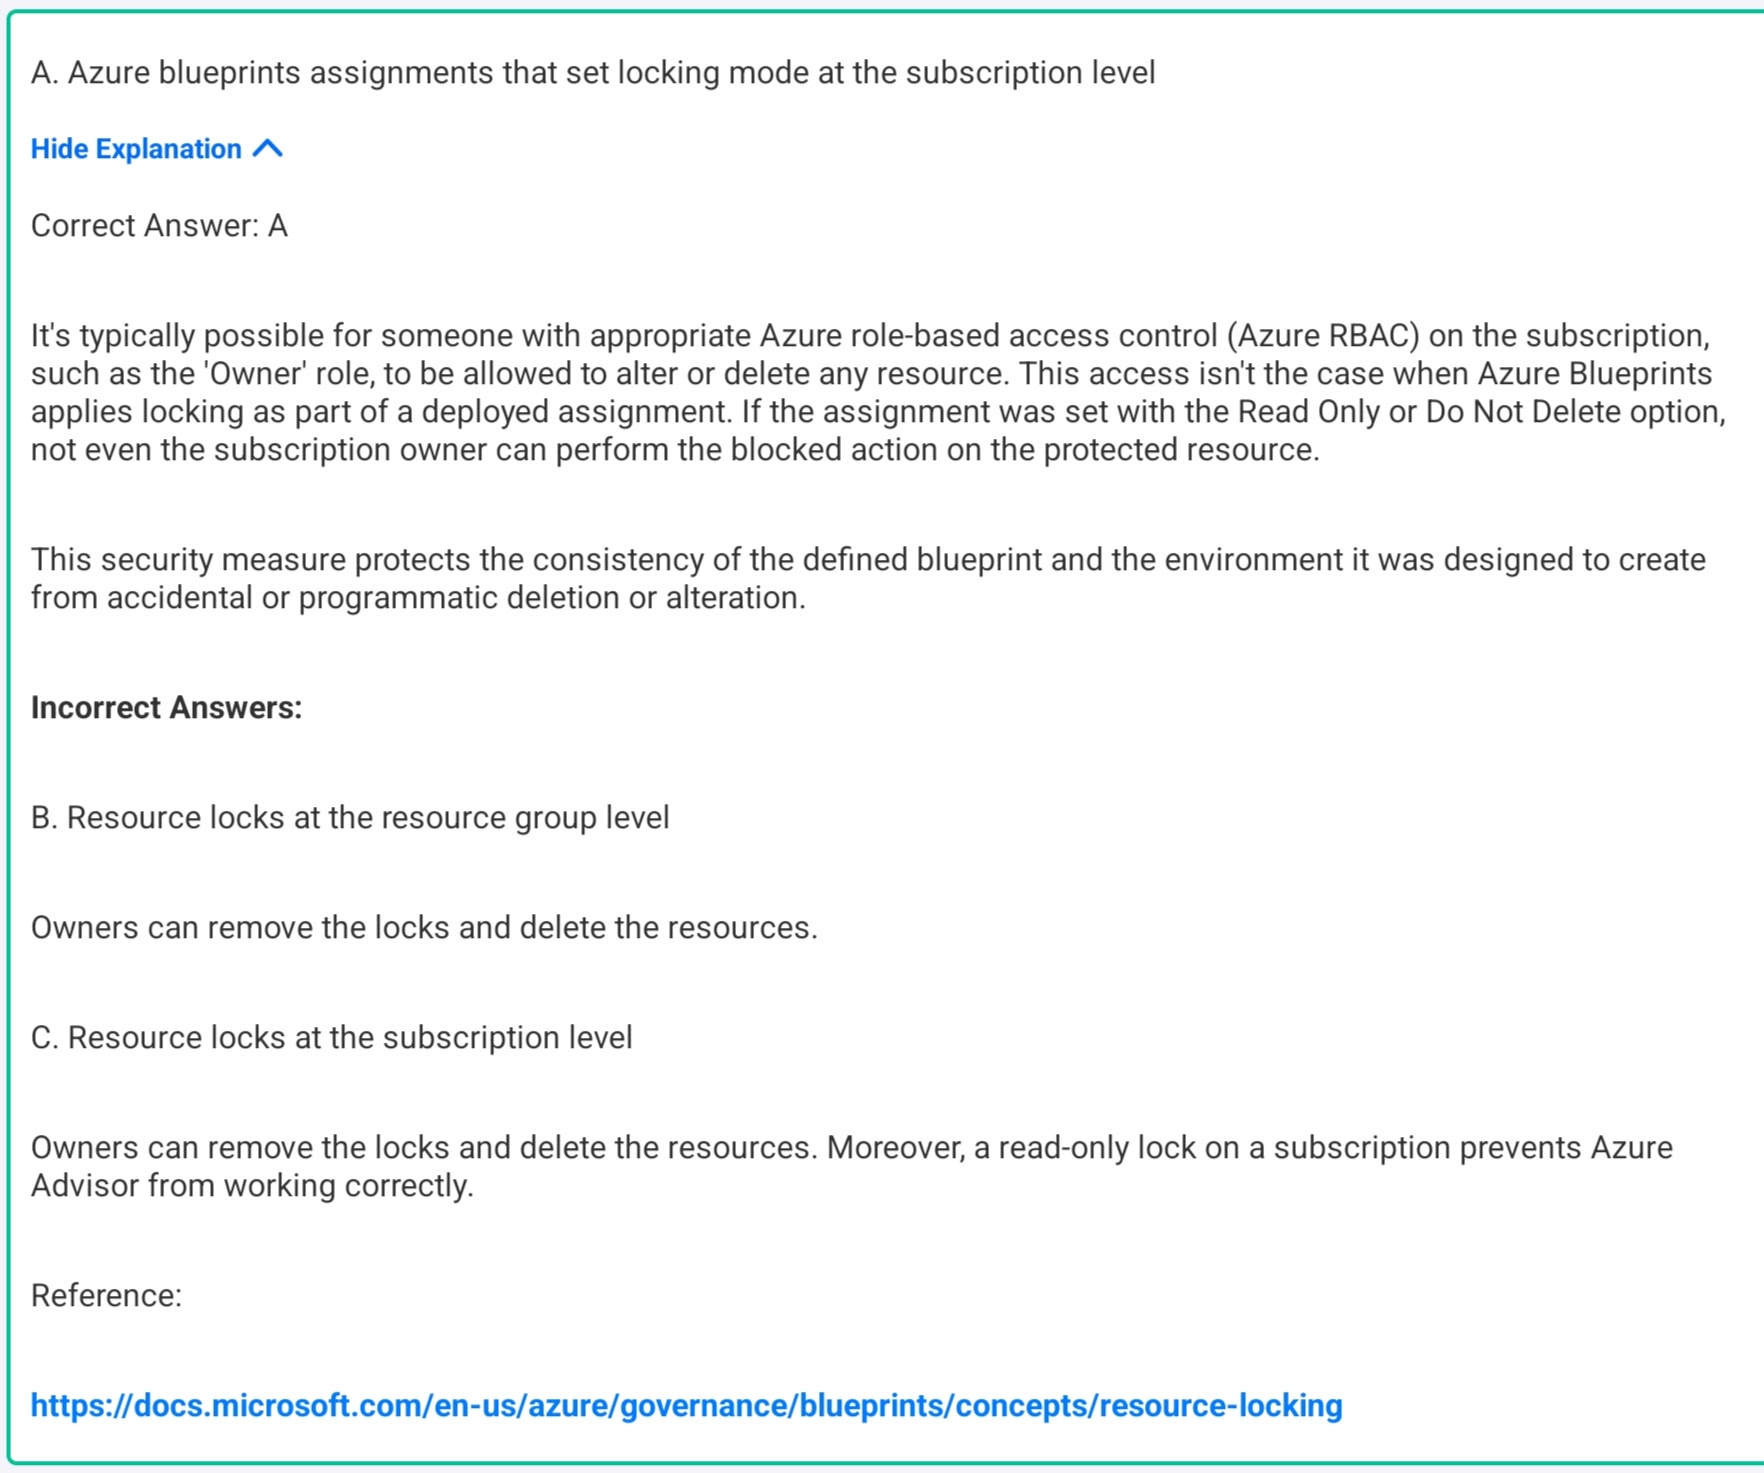 A. Azure blueprints assignments that set locking mode at the subscription level
Hide Explanation
Correct Answer: A
It's typically possible for someone with appropriate Azure role-based access control (Azure RBAC) on the subscription,
such as the 'Owner' role, to be allowed to alter or delete any resource. This access isn't the case when Azure Blueprints
applies locking as part of a deployed assignment. If the assignment was set with the Read Only or Do Not Delete option,
not even the subscription owner can perform the blocked action on the protected resource.
This security measure protects the consistency of the defined blueprint and the environment it was designed to create
from accidental or programmatic deletion or alteration.
Incorrect Answers:
B. Resource locks at the resource group level
Owners can remove the locks and delete the resources.
C. Resource locks at the subscription level
Owners can remove the locks and delete the resources. Moreover, a read-only lock on a subscription prevents Azure
Advisor from working correctly.
Reference:
https://docs.microsoft.com/en-us/azure/governance/blueprints/concepts/resource-locking